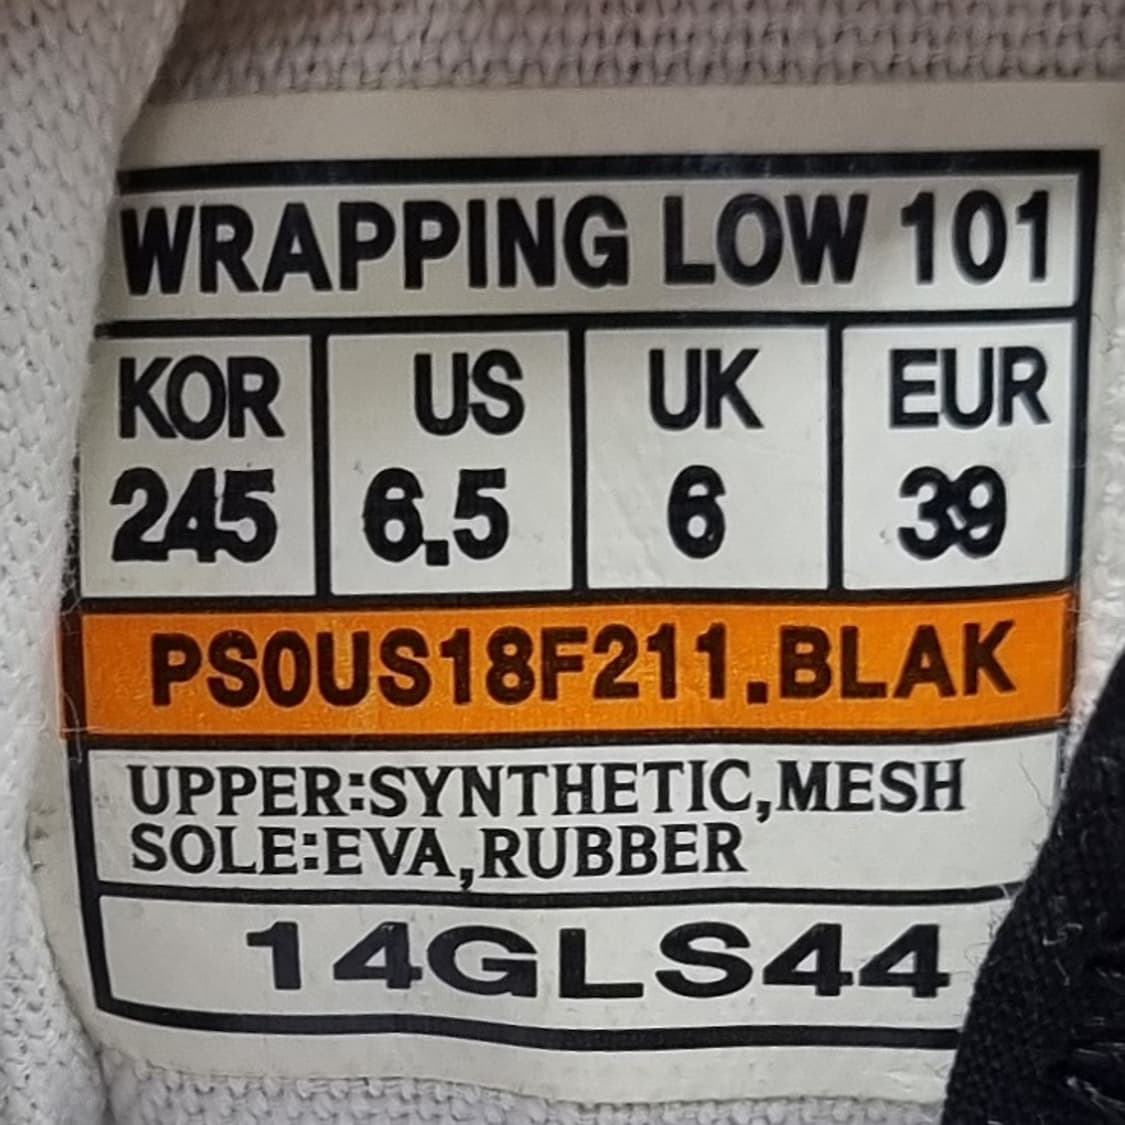 WRAPPING LOW 101
KOR US UK EUR
245 6.5 6 39
PS0US18F211.BLAK
UPPER:SYNTHETIC,MESH
SOLE:EVA,RUBBER
14GLS44